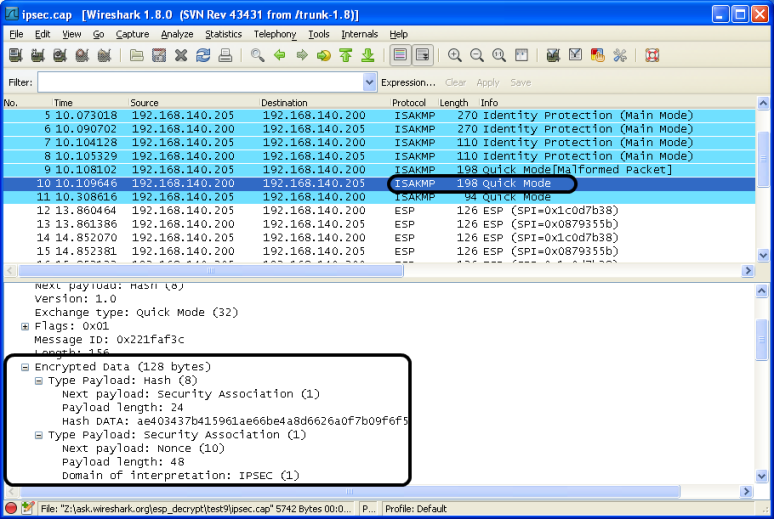 ipsec.cap [Wireshark 1.8.0 (SVN Rev 43431 from /trunk-1.8)]
File Edit View Go Capture Analyze Statistics Telephony Tools Internals Help
Filter: Expression... Clear Apply Save
No. Time Source Destination Protocol Length Info
5 10.073018 192.168.140.205 192.168.140.200 ISAKMP 270 Identity Protection (Main Mode)
6 10.090702 192.168.140.200 192.168.140.205 ISAKMP 270 Identity Protection (Main Mode)
7 10.104128 192.168.140.205 192.168.140.200 ISAKMP 110 Identity Protection (Main Mode)
8 10.105329 192.168.140.200 192.168.140.205 ISAKMP 110 Identity Protection (Main Mode)
9 10.108102 192.168.140.205 192.168.140.200 ISAKMP 198 Quick Mode[Malformed Packet]
10 10.109646 192.168.140.200 192.168.140.205 ISAKMP 198 Quick Mode
11 10.308616 192.168.140.205 192.168.140.200 ISAKMP 94 Quick Mode
12 13.860464 192.168.140.205 192.168.140.200 ESP 126 ESP (SPI=0x1c0d7b38)
13 13.861386 192.168.140.200 192.168.140.205 ESP 126 ESP (SPI=0x0879355b)
14 14.852070 192.168.140.205 192.168.140.200 ESP 126 ESP (SPI=0x1c0d7b38)
15 14.852381 192.168.140.200 192.168.140.205 ESP 126 ESP (SPI=0x0879355b)
Next payload: Hash (8)
Version: 1.0
Exchange type: Quick Mode (32)
Flags: 0x01
Message ID: 0x221faf3c
Length: 156
Encrypted Data (128 bytes)
Type Payload: Hash (8)
Next payload: Security Association (1)
Payload length: 24
Hash DATA: ae403437b415961ae66be4a8d6626a0f7b09f6f5
Type Payload: Security Association (1)
Next payload: Nonce (10)
Payload length: 48
Domain of interpretation: IPSEC (1)
File: "Z:\ask.wireshark.org\esp_decrypt\test9\ipsec.cap" 5742 Bytes 00:0... P... Profile: Default